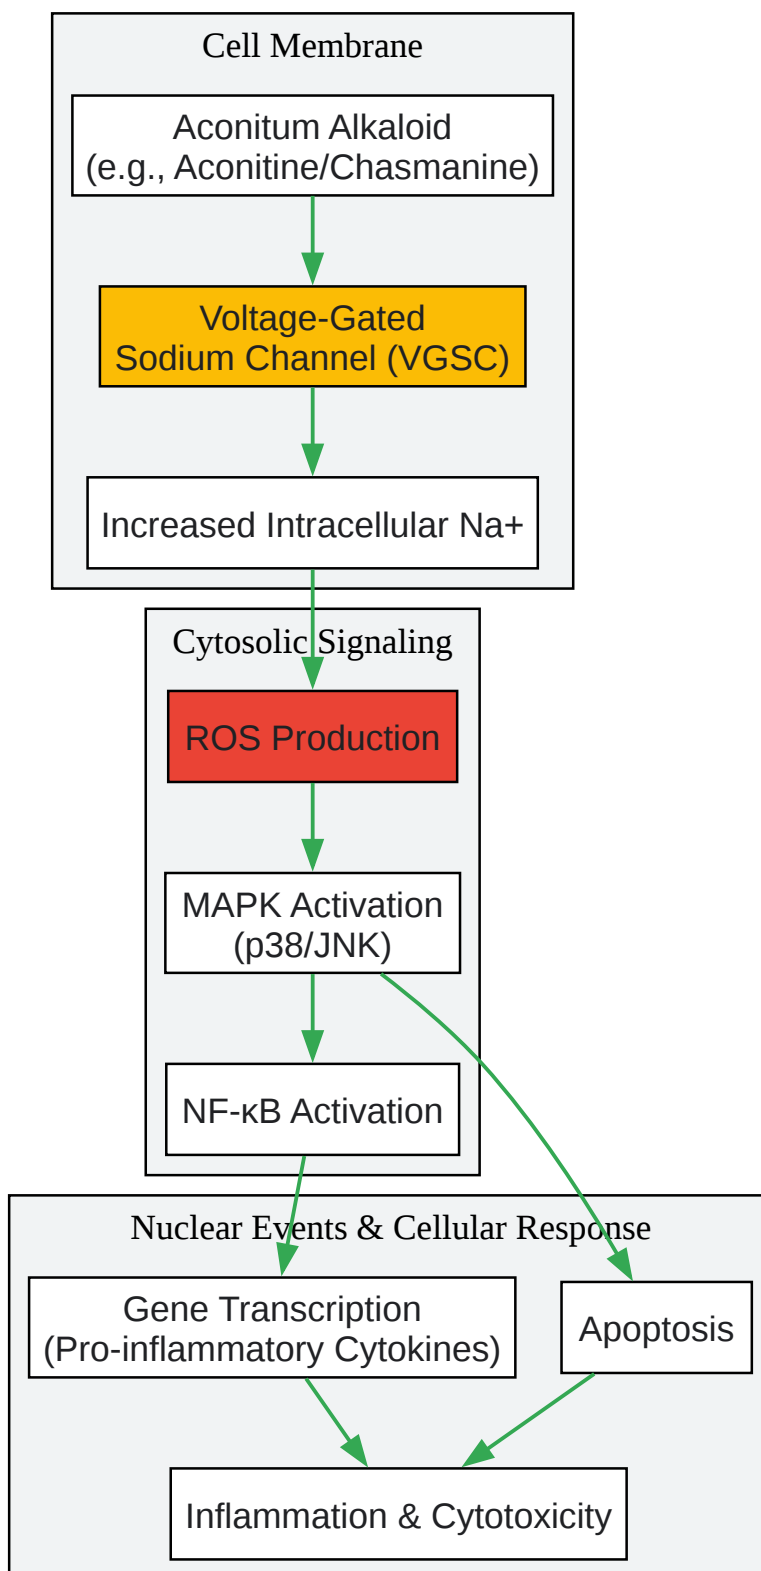 Cell Membrane
Aconitum Alkaloid
(e.g., Aconitine/Chasmanine)
Voltage-Gated
Sodium Channel (VGSC)
Increased Intracellular Na+
Cytosolic Signaling
ROS Production
MAPK Activation
(p38/JNK)
NF-κB Activation
Nuclear Events & Cellular Response
Gene Transcription
(Pro-inflammatory Cytokines)
Apoptosis
Inflammation & Cytotoxicity